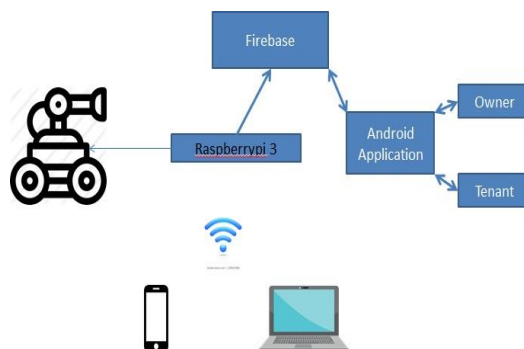 Firebase
Owner
Android
Application
Raspberrypi 3
Tenant